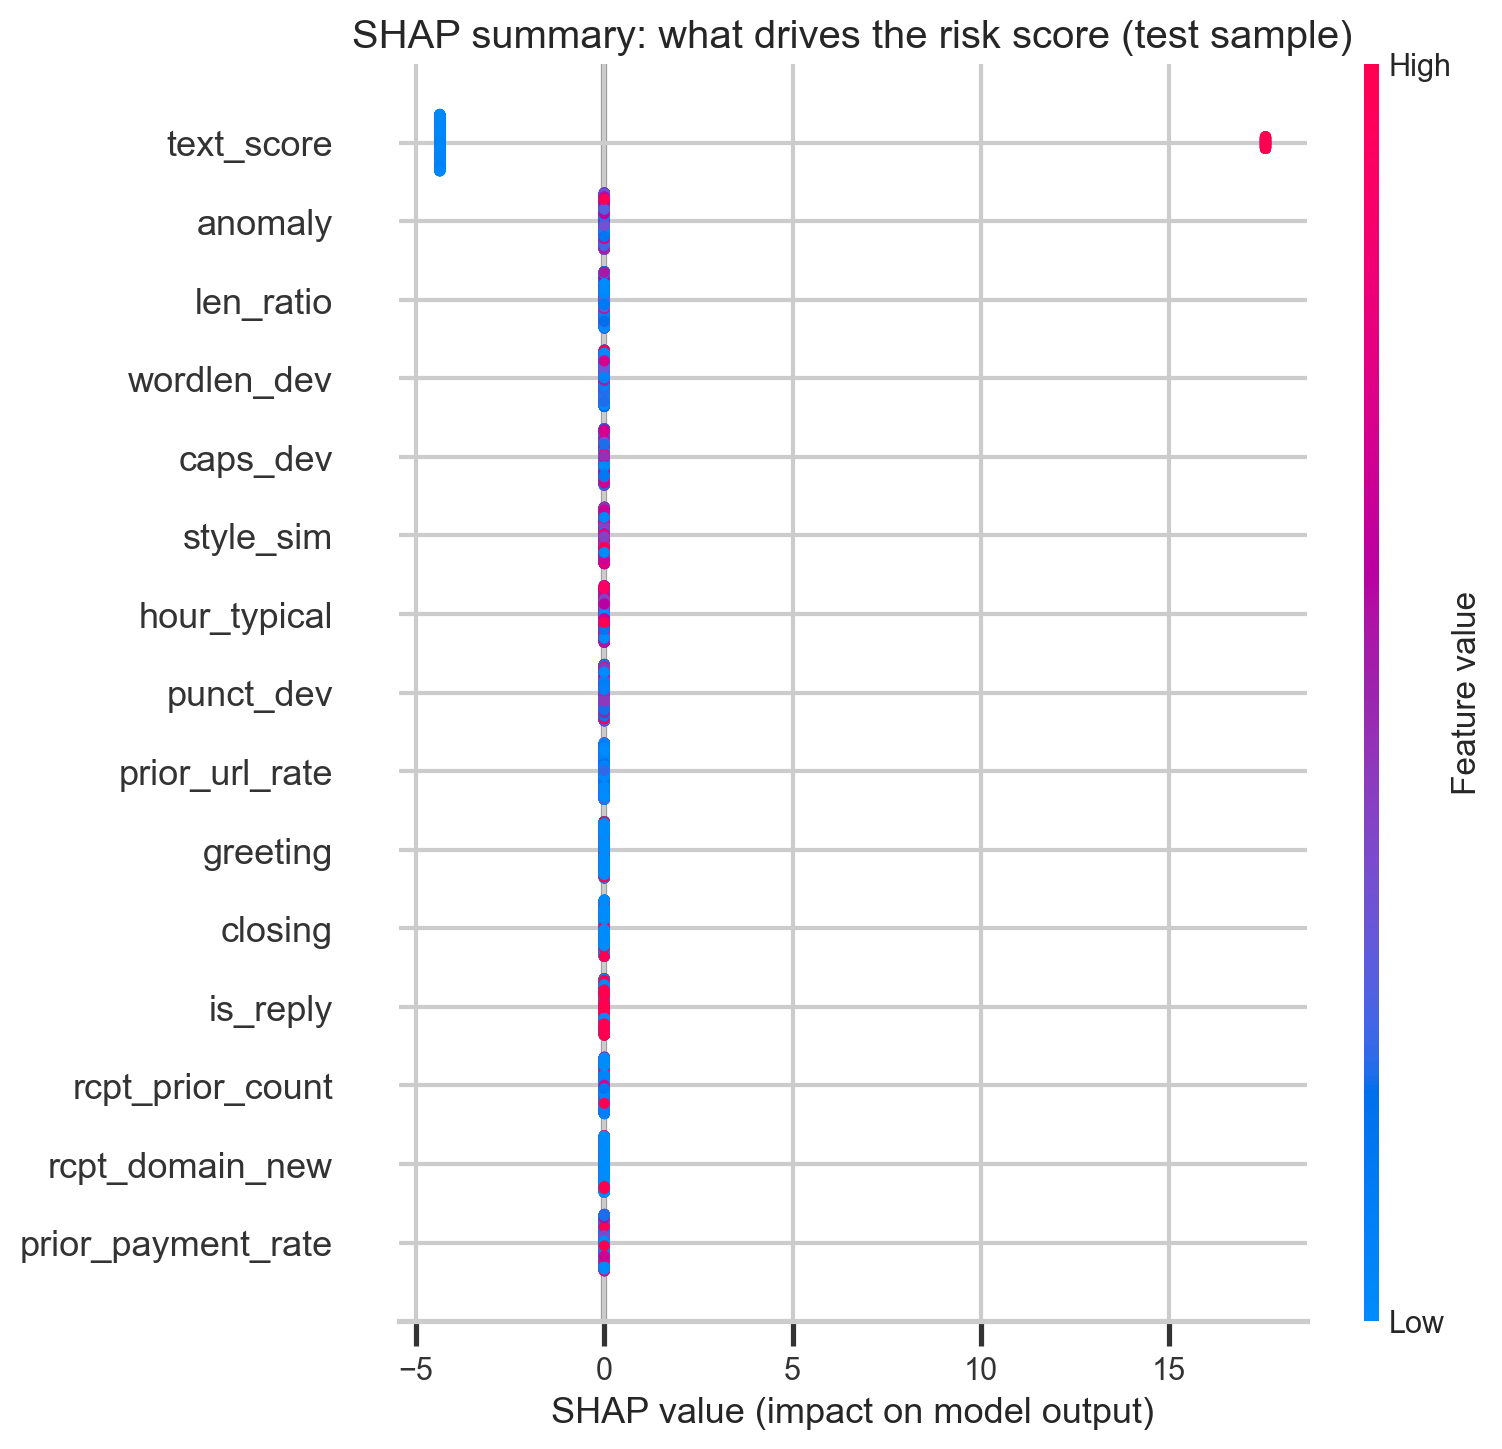 SHAP summary: what drives the risk score (test sample)
High
text_score
anomaly
len_ratio
wordlen_dev
caps_dev
style_sim
hour_typical
punct_dev
prior_url_rate
greeting
closing
is_reply
rcpt_prior_count
rcpt_domain_new
prior_payment_rate
Feature value
Low
−5 0 5 10 15
SHAP value (impact on model output)